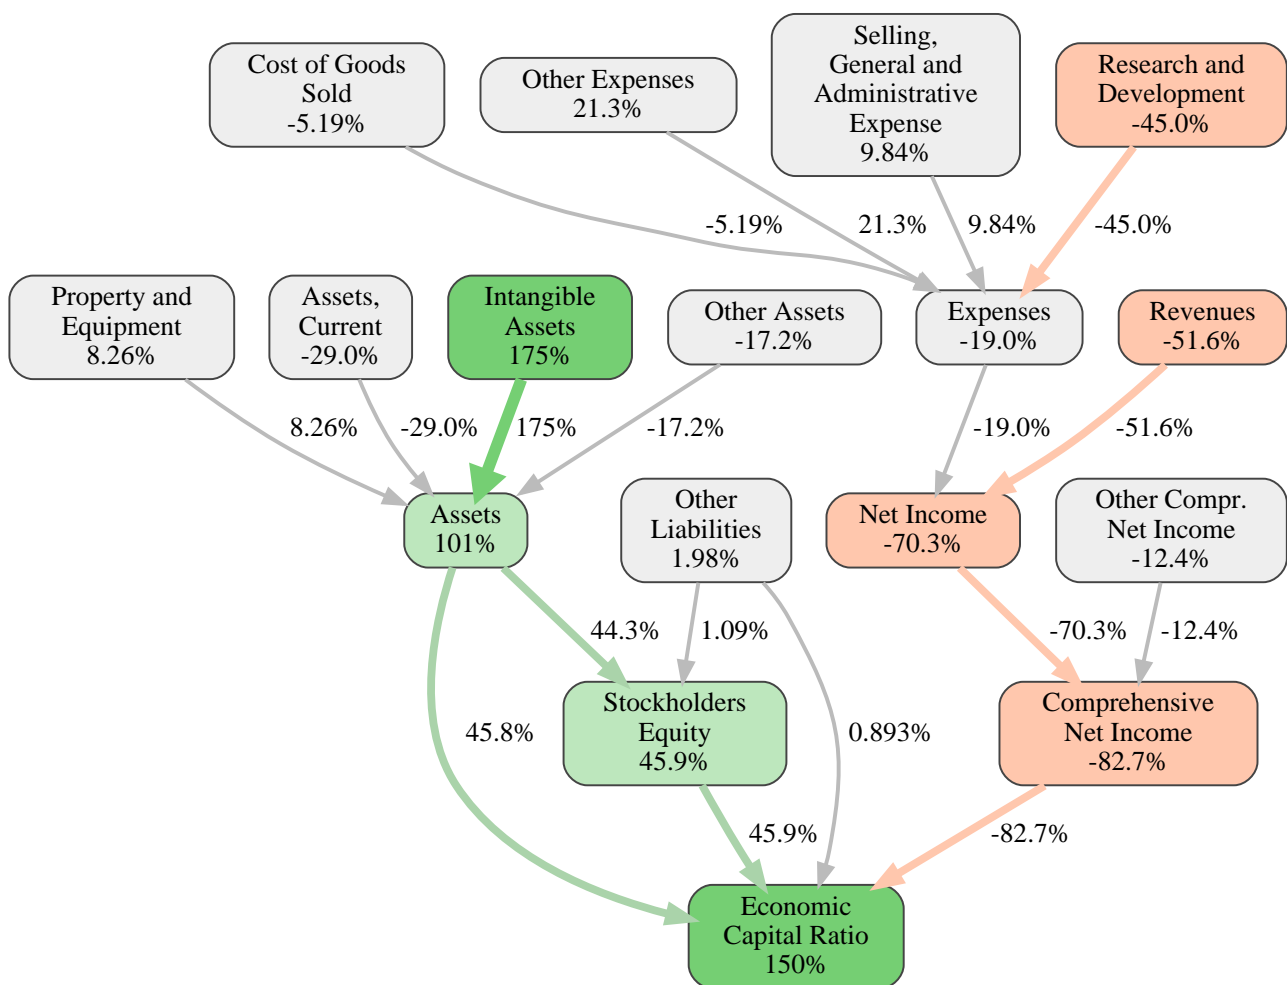 Cost of Goods
Sold
-5.19%
Other Expenses
21.3%
Selling,
General and
Administrative
Expense
9.84%
Research and
Development
-45.0%
-5.19%
21.3%
9.84%
-45.0%
Property and
Equipment
8.26%
Assets,
Current
-29.0%
Intangible
Assets
175%
Other Assets
-17.2%
Expenses
-19.0%
Revenues
-51.6%
8.26%
-29.0%
175%
-17.2%
-19.0%
-51.6%
Assets
101%
Other
Liabilities
1.98%
Net Income
-70.3%
Other Compr.
Net Income
-12.4%
44.3%
1.09%
-70.3%
-12.4%
Stockholders
Equity
45.9%
Comprehensive
Net Income
-82.7%
45.8%
0.893%
45.9%
-82.7%
Economic
Capital Ratio
150%